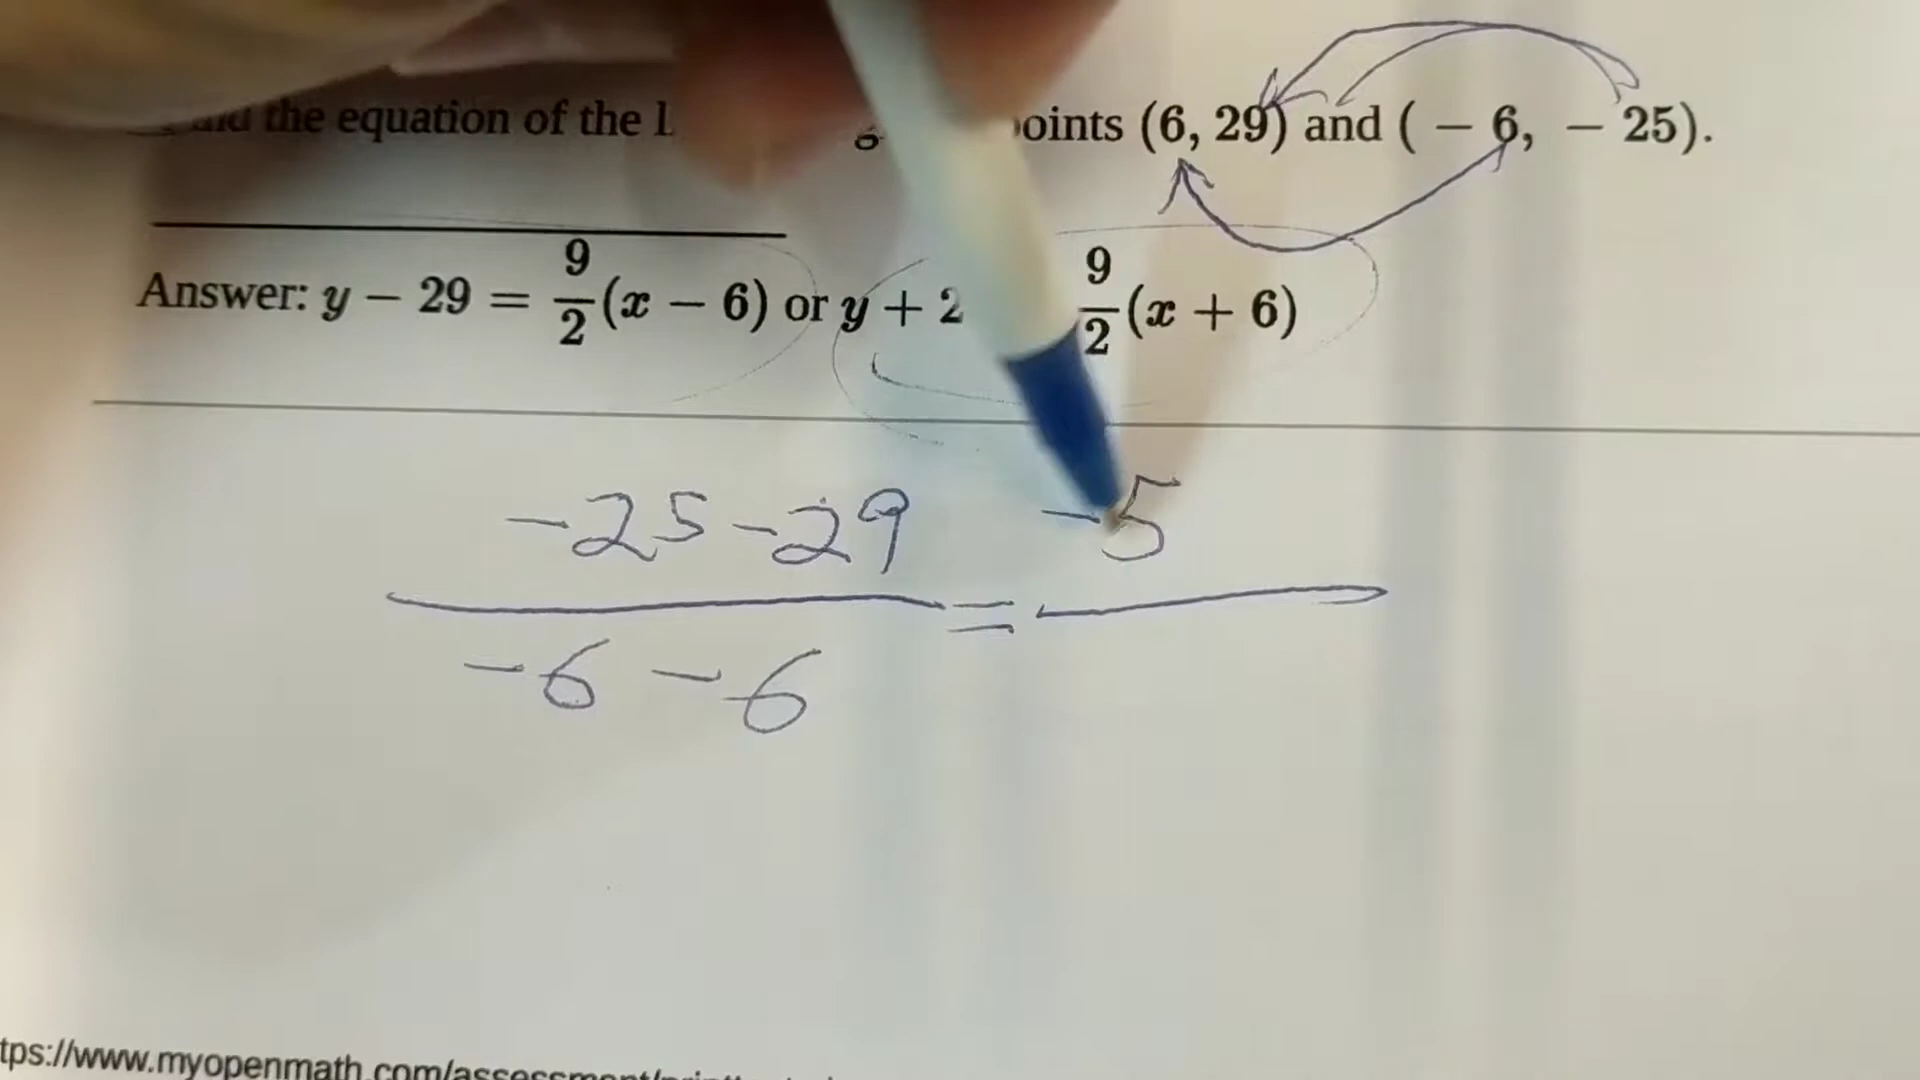 the equation of the points (6, 29) and ( − 6, − 25).
Answer: y − 29 = 9/2 (x − 6) or y + 2 9/2 (x + 6)
-25 -29 = -5
-6 -6
tps://www.myopenmath.com/assessment/